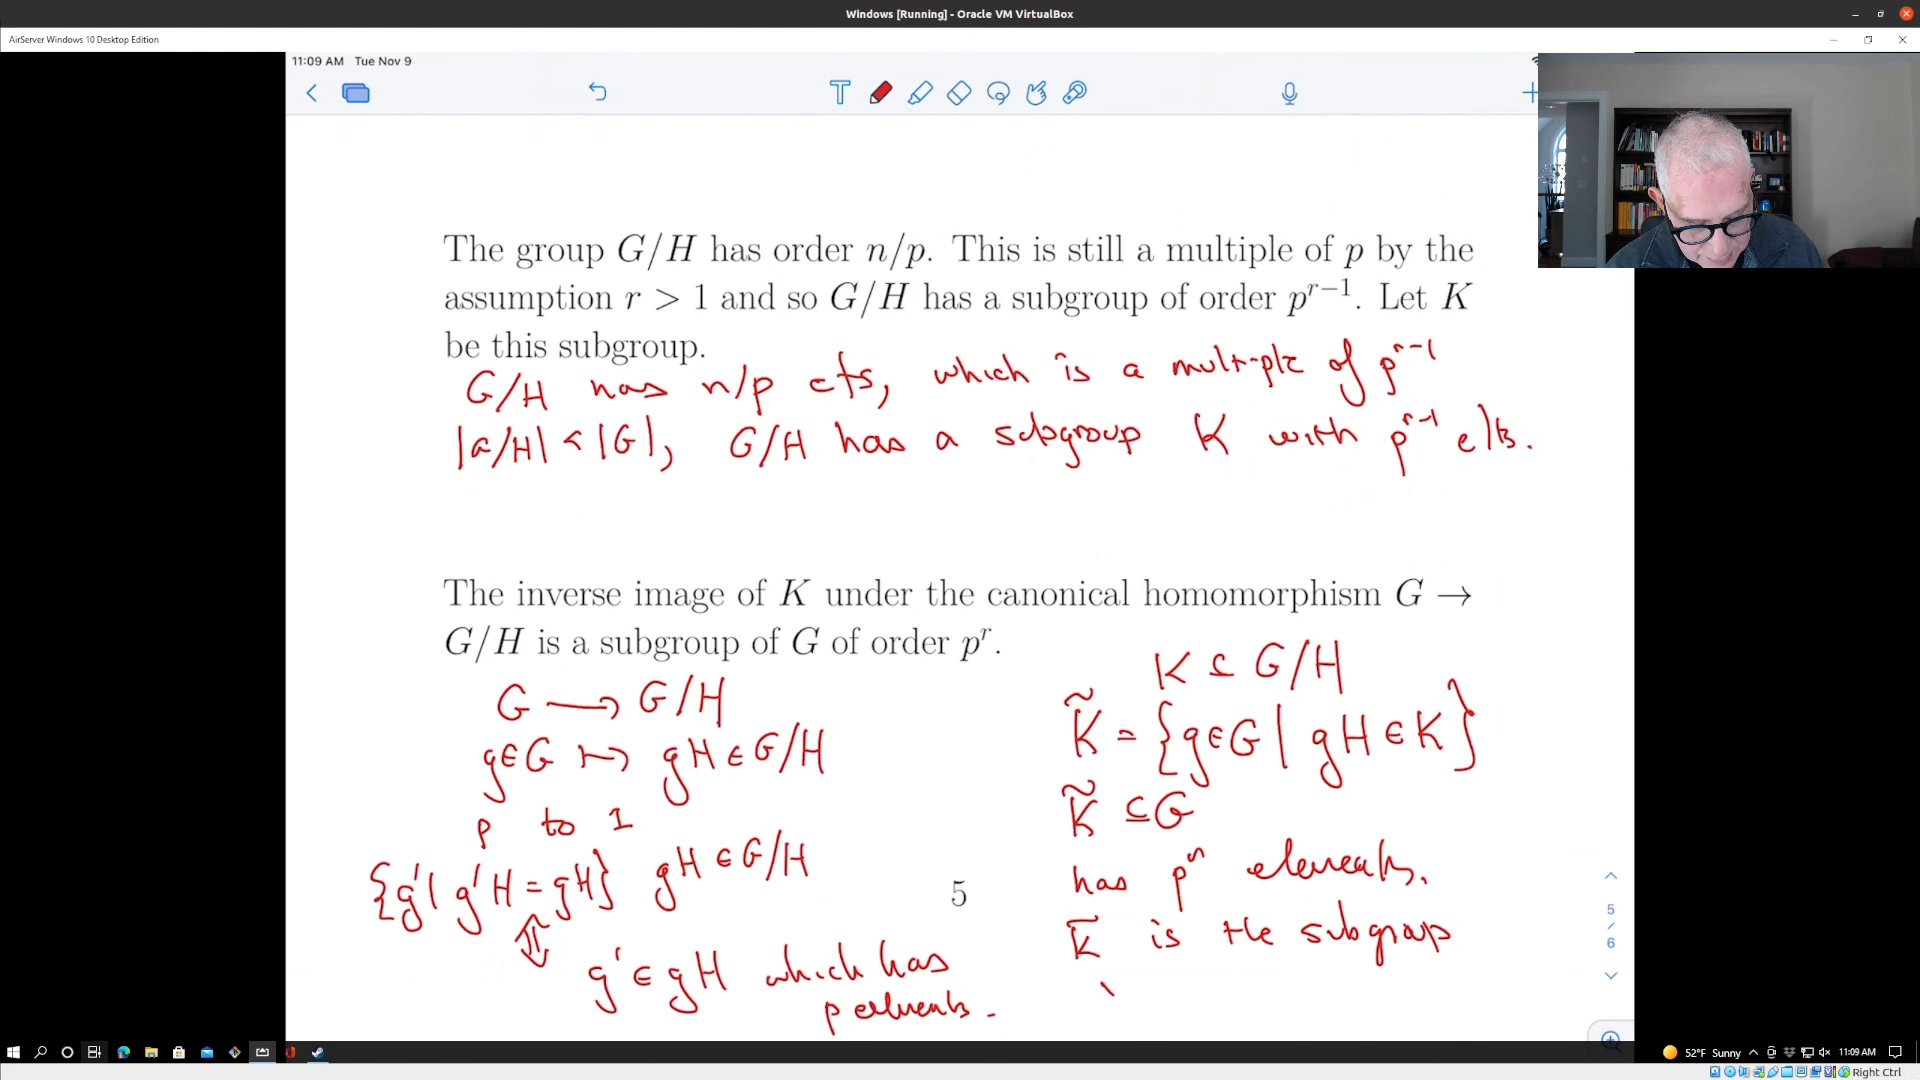 Windows [Running] - Oracle VM VirtualBox
AirServer Windows 10 Desktop Edition
11:09 AM Tue Nov 9
The group G/H has order n/p. This is still a multiple of p by the
assumption r > 1 and so G/H has a subgroup of order p^{r−1}. Let K
be this subgroup.
G/H has n/p elts, which is a multiple of p^{r-1}
|G/H| < |G|, G/H has a subgroup K with p^{r-1} elts.
The inverse image of K under the canonical homomorphism G →
G/H is a subgroup of G of order p^r.
G → G/H
g∈G ↦ gH ∈ G/H
p to 1
{g' | g'H = gH} gH ∈ G/H
⇕
g' ∈ gH which has
p elements.
K ⊆ G/H
K̃ = {g∈G | gH ∈ K}
K̃ ⊆ G
has p^r elements.
K̃ is the subgroup
5
5
/
6
52°F Sunny
11:09 AM
Right Ctrl